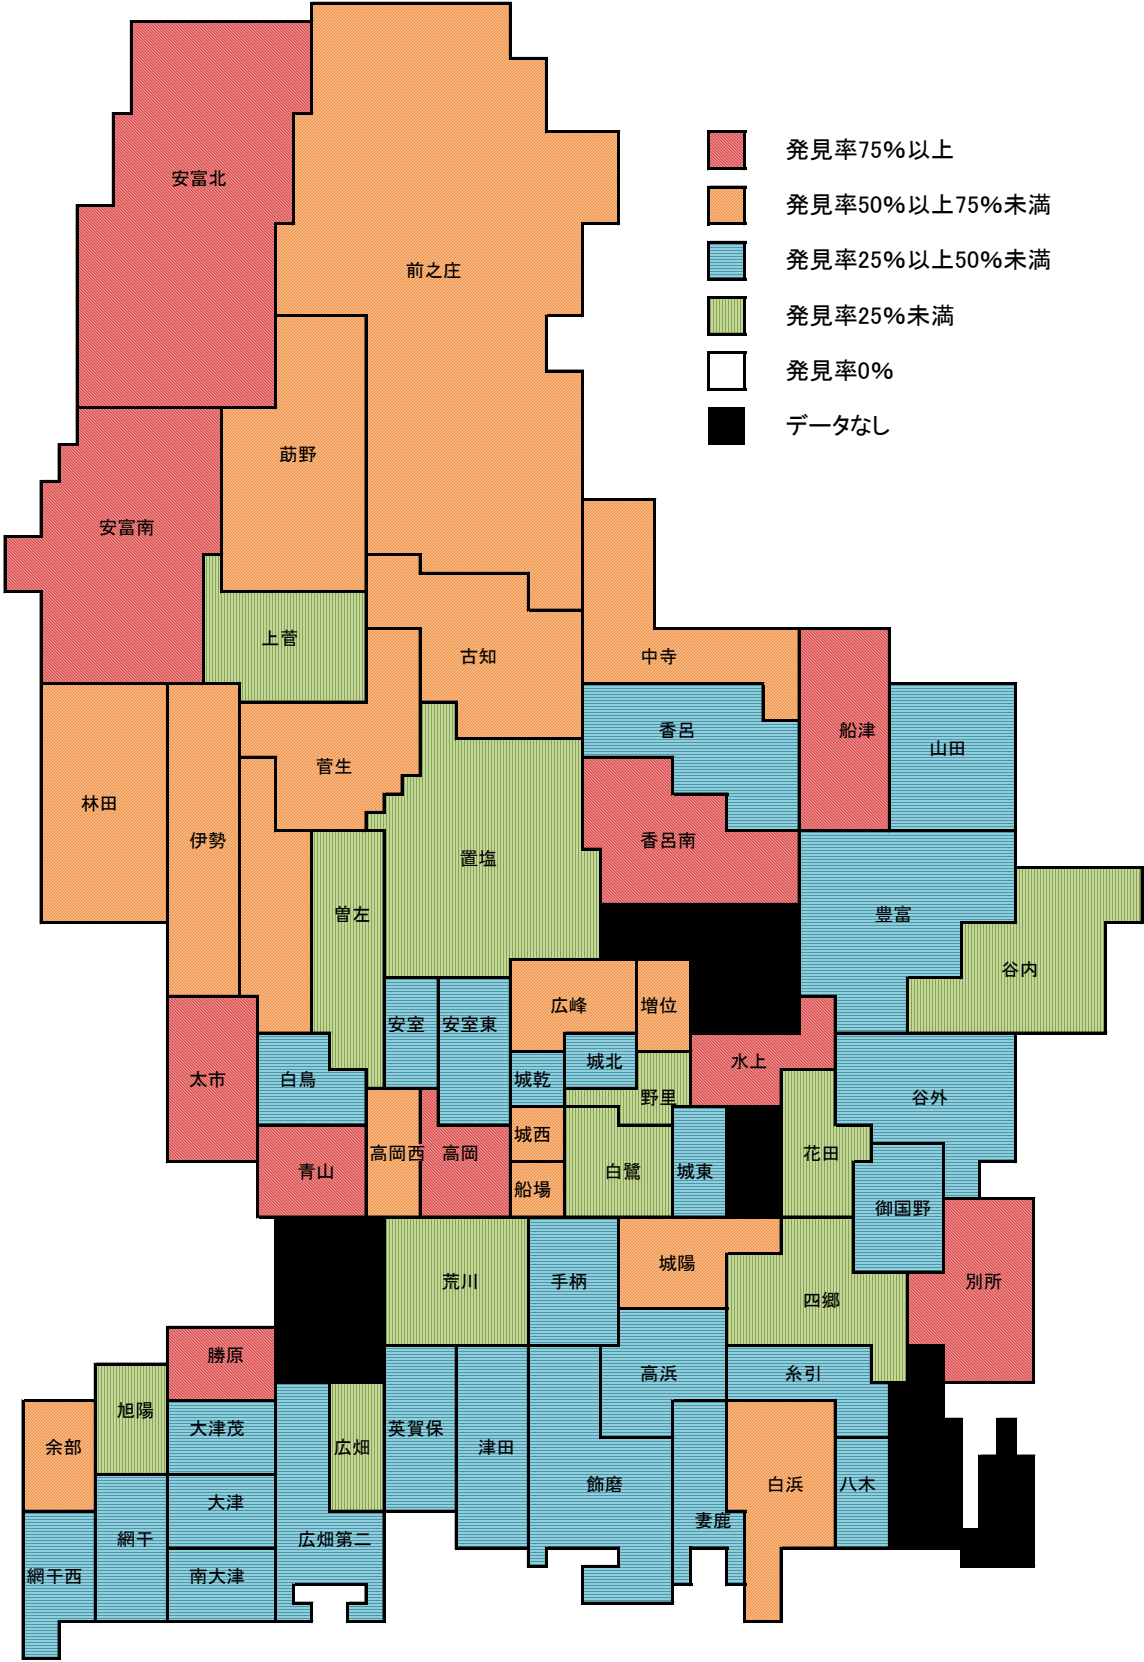 発見率75%以上
安富北
発見率50%以上75%未満
発見率25%以上50%未満
前之庄
発見率25%未満
発見率0%
データなし
莇野
安富南
上菅
古知
中寺
香呂
船津
山田
菅生
林田
伊勢
香呂南
置塩
曽左
豊富
谷内
広峰
増位
安室
安室東
城北
水上
太市
白鳥
城乾
野里
谷外
城西
高岡西
高岡
花田
青山
白鷺
城東
船場
御国野
城陽
荒川
手柄
別所
四郷
勝原
高浜
糸引
旭陽
大津茂
英賀保
余部
広畑
津田
飾磨
白浜
八木
大津
妻鹿
網干
広畑第二
網干西
南大津